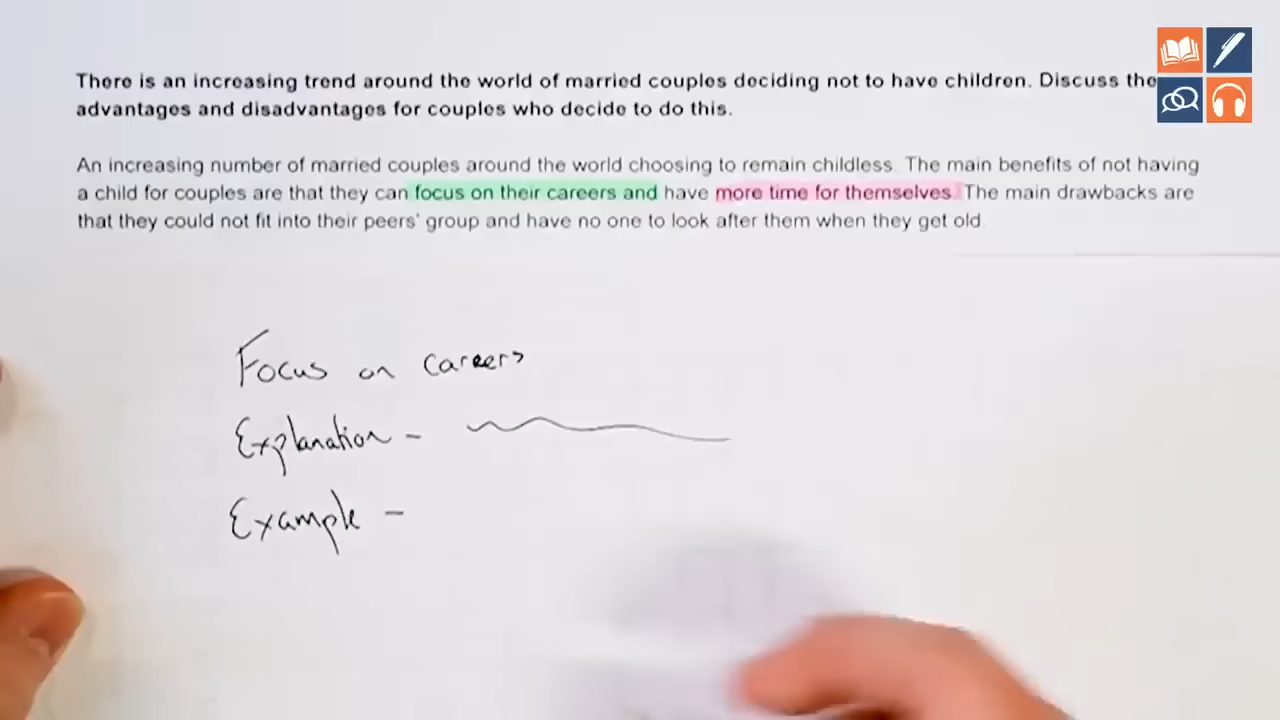 There is an increasing trend around the world of married couples deciding not to have children. Discuss the
advantages and disadvantages for couples who decide to do this.
An increasing number of married couples around the world choosing to remain childless. The main benefits of not having
a child for couples are that they can focus on their careers and have more time for themselves. The main drawbacks are
that they could not fit into their peers' group and have no one to look after them when they get old
Focus on careers
Explanation -
Example -